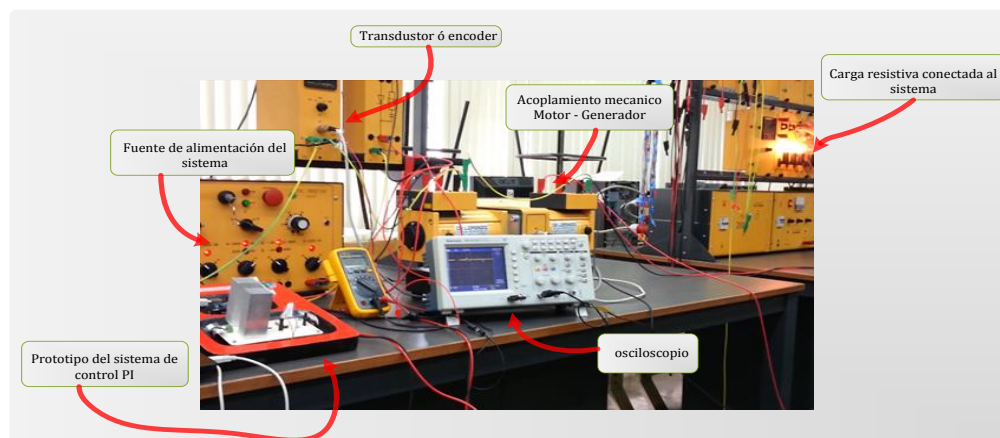 Transdustor ó encoder
Carga resistiva conectada al
sistema
Acoplamiento mecanico
Motor - Generador
Fuente de alimentación del
sistema
Prototipo del sistema de
control PI
osciloscopio